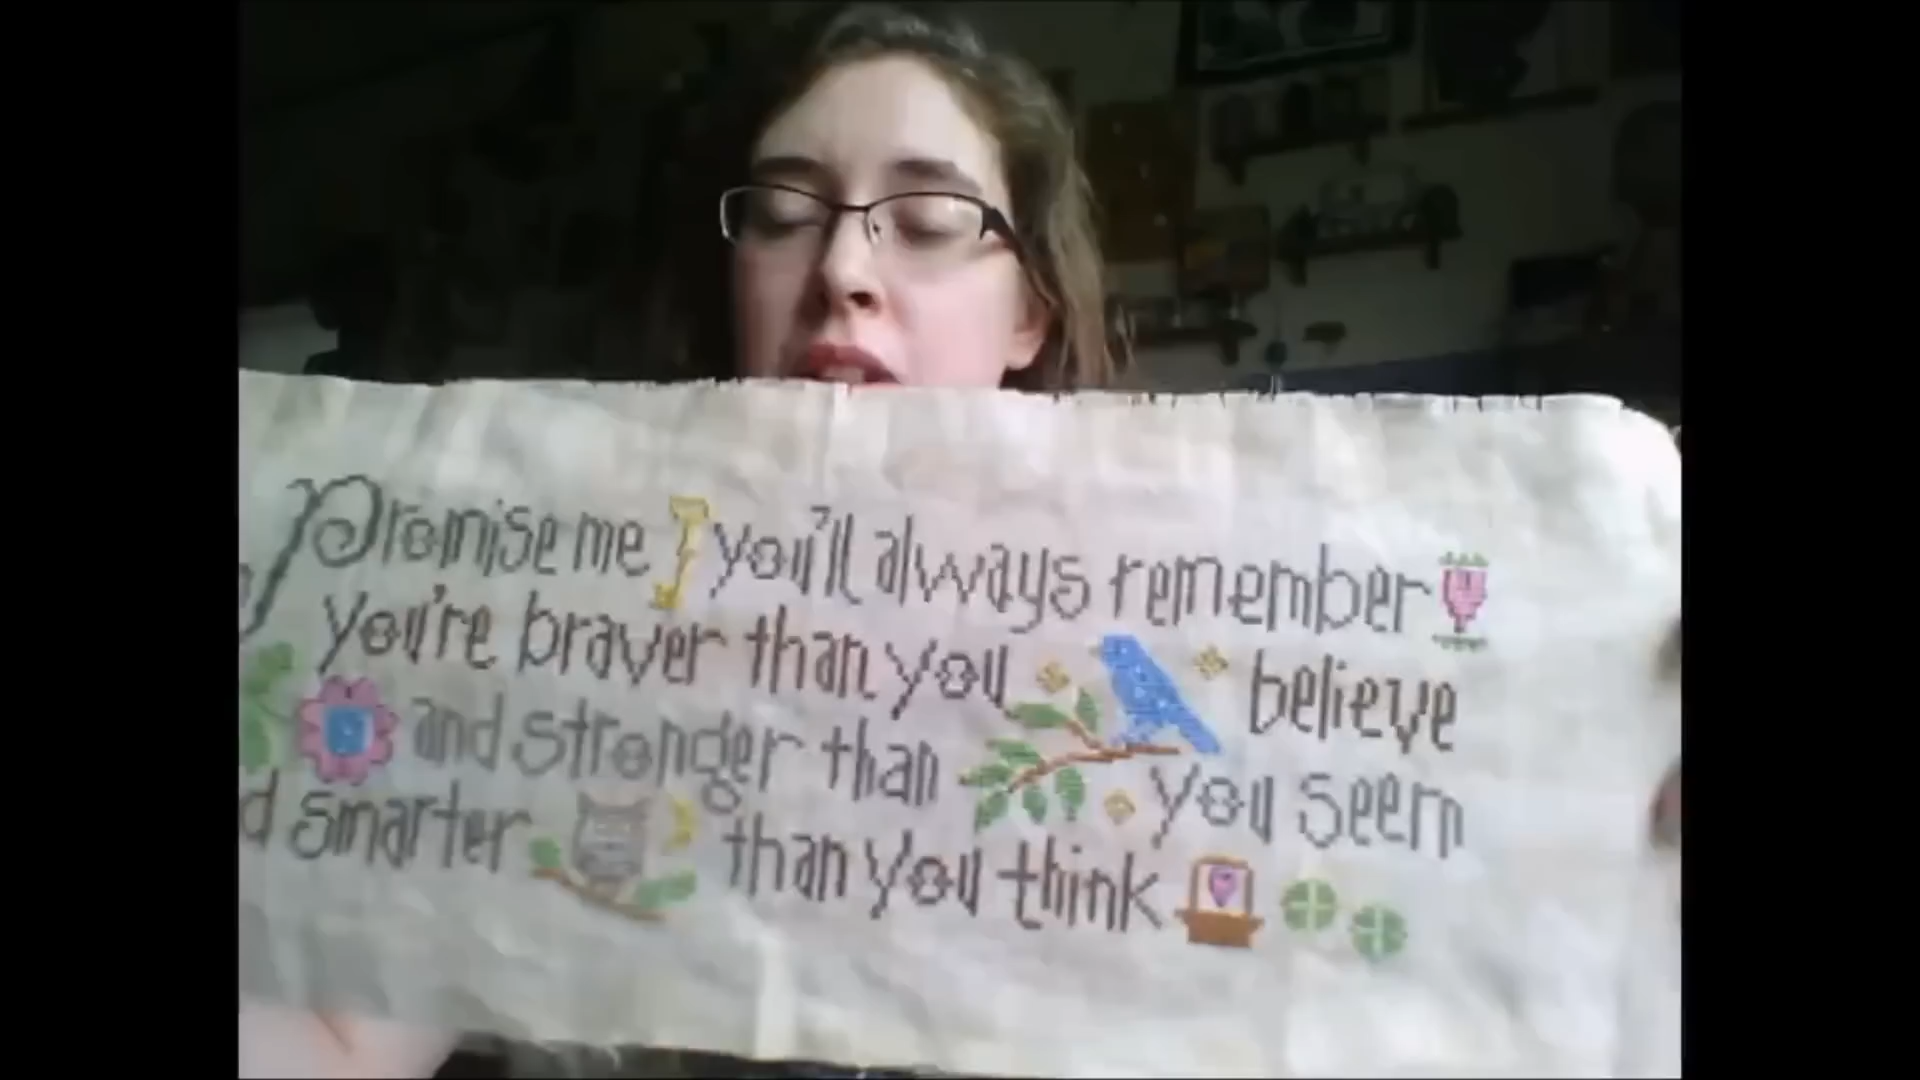 Promise me you'll always remember
you're braver than you believe
and stronger than you seem
d smarter than you think